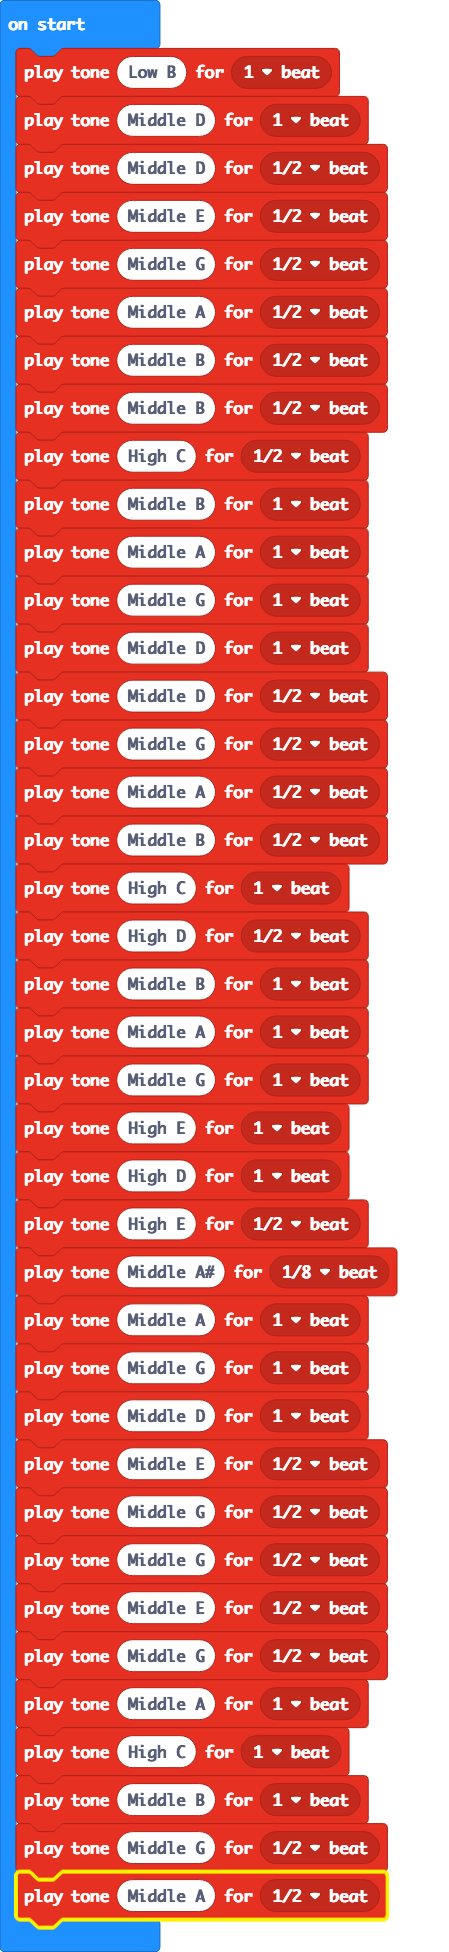 on start
play tone Low B for 1 beat
play tone Middle D for 1 beat
play tone Middle D for 1/2 beat
play tone Middle E for 1/2 beat
play tone Middle G for 1/2 beat
play tone Middle A for 1/2 beat
play tone Middle B for 1/2 beat
play tone Middle B for 1/2 beat
play tone High C for 1/2 beat
play tone Middle B for 1 beat
play tone Middle A for 1 beat
play tone Middle G for 1 beat
play tone Middle D for 1 beat
play tone Middle D for 1/2 beat
play tone Middle G for 1/2 beat
play tone Middle A for 1/2 beat
play tone Middle B for 1/2 beat
play tone High C for 1 beat
play tone High D for 1/2 beat
play tone Middle B for 1 beat
play tone Middle A for 1 beat
play tone Middle G for 1 beat
play tone High E for 1 beat
play tone High D for 1 beat
play tone High E for 1/2 beat
play tone Middle A# for 1/8 beat
play tone Middle A for 1 beat
play tone Middle G for 1 beat
play tone Middle D for 1 beat
play tone Middle E for 1/2 beat
play tone Middle G for 1/2 beat
play tone Middle G for 1/2 beat
play tone Middle E for 1/2 beat
play tone Middle G for 1/2 beat
play tone Middle A for 1 beat
play tone High C for 1 beat
play tone Middle B for 1 beat
play tone Middle G for 1/2 beat
play tone Middle A for 1/2 beat